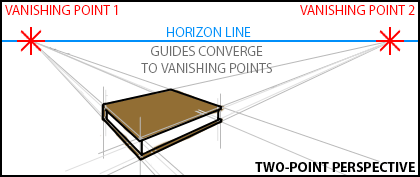 VANISHING POINT 1
VANISHING POINT 2
HORIZON LINE
GUIDES CONVERGE
TO VANISHING POINTS
TWO-POINT PERSPECTIVE